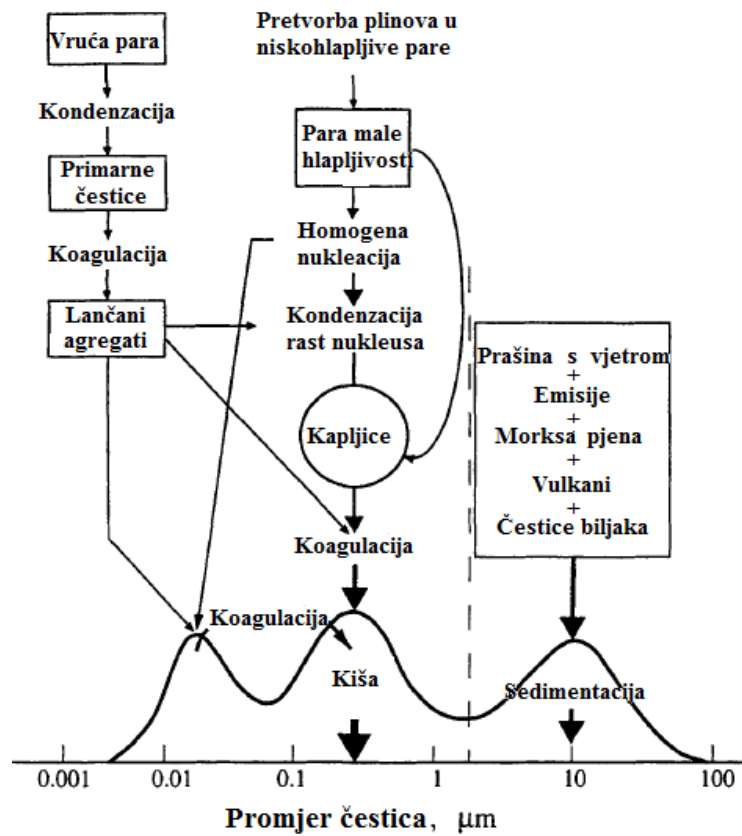 Vruća para
Kondenzacija
Primarne
čestice
Koagulacija
Lančani
agregati
Pretvorba plinova u
niskohlapljive pare
Para male
hlapljivosti
Homogena
nukleacija
Kondenzacija
rast nukleusa
Kapljice
Koagulacija
Prašina s vjetrom
+
Emisije
+
Morksa pjena
+
Vulkani
+
Čestice biljaka
Koagulacija
Kiša
Sedimentacija
0.001 0.01 0.1 1 10 100
Promjer čestica, μm